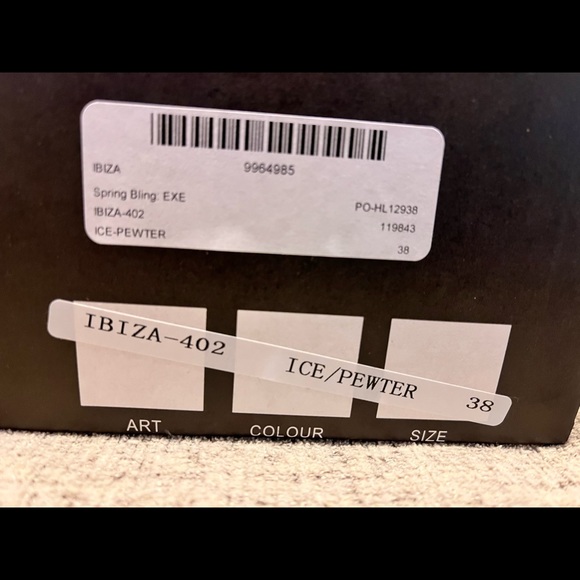 IBIZA 9964985
Spring Bling: EXE PO-HL12938
IBIZA-402 119843
ICE-PEWTER 38
IBIZA-402 ICE/PEWTER 38
ART COLOUR SIZE